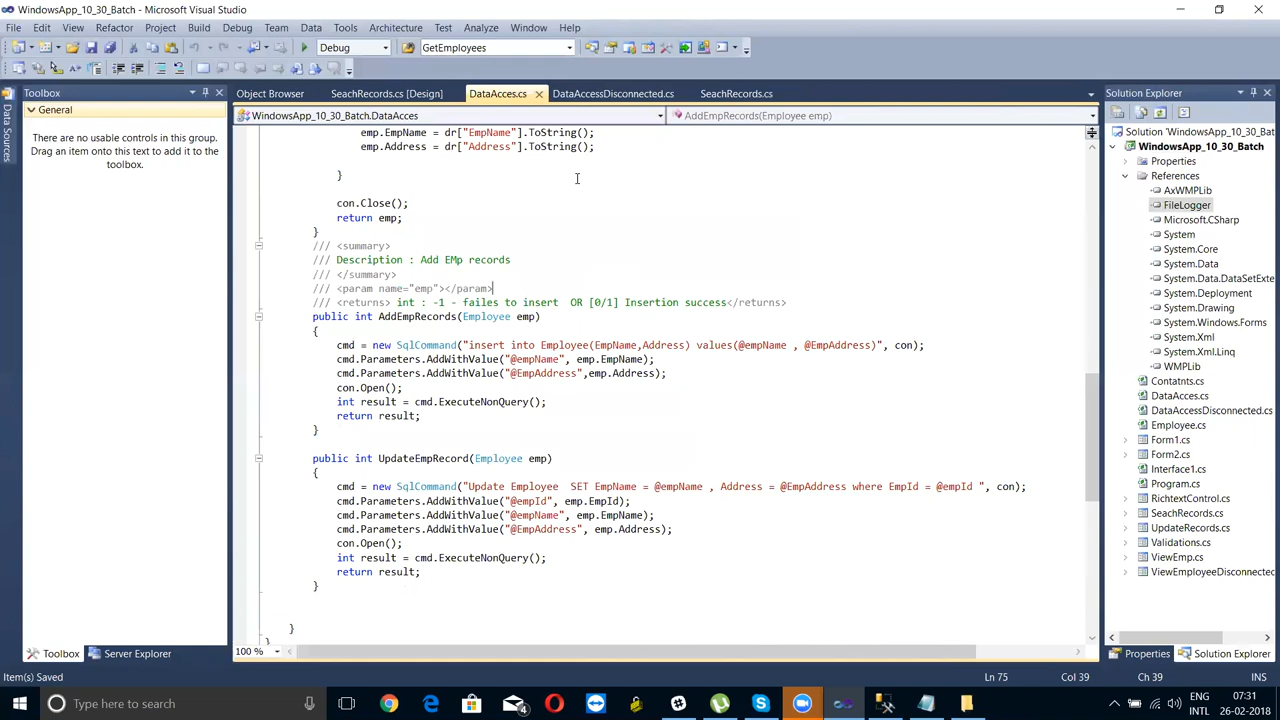 WindowsApp_10_30_Batch - Microsoft Visual Studio
File Edit View Refactor Project Build Debug Team Data Tools Architecture Test Analyze Window Help
Debug GetEmployees
Toolbox
General
There are no usable controls in this group.
Drag an item onto this text to add it to the
toolbox.
Data Sources
Object Browser SeachRecords.cs [Design] DataAcces.cs DataAccessDisconnected.cs SeachRecords.cs
WindowsApp_10_30_Batch.DataAcces AddEmpRecords(Employee emp)
emp.EmpName = dr["EmpName"].ToString();
emp.Address = dr["Address"].ToString();
}
con.Close();
return emp;
}
/// <summary>
/// Description : Add EMp records
/// </summary>
/// <param name="emp"></param>
/// <returns> int : -1 - failes to insert  OR [0/1] Insertion success</returns>
public int AddEmpRecords(Employee emp)
{
cmd = new SqlCommand("insert into Employee(EmpName,Address) values(@empName , @EmpAddress)", con);
cmd.Parameters.AddWithValue("@empName", emp.EmpName);
cmd.Parameters.AddWithValue("@EmpAddress",emp.Address);
con.Open();
int result = cmd.ExecuteNonQuery();
return result;
}
public int UpdateEmpRecord(Employee emp)
{
cmd = new SqlCommand("Update Employee  SET EmpName = @empName , Address = @EmpAddress where EmpId = @empId ", con);
cmd.Parameters.AddWithValue("@empId", emp.EmpId);
cmd.Parameters.AddWithValue("@empName", emp.EmpName);
cmd.Parameters.AddWithValue("@EmpAddress", emp.Address);
con.Open();
int result = cmd.ExecuteNonQuery();
return result;
}
}
}
100 %
Solution Explorer
Solution 'WindowsApp_10_30_Batch'
WindowsApp_10_30_Batch
Properties
References
AxWMPLib
FileLogger
Microsoft.CSharp
System
System.Core
System.Data
System.Data.DataSetExte
System.Deployment
System.Drawing
System.Windows.Forms
System.Xml
System.Xml.Linq
WMPLib
Contatnts.cs
DataAcces.cs
DataAccessDisconnected.cs
Employee.cs
Form1.cs
Form2.cs
Interface1.cs
Program.cs
RichtextControl.cs
SeachRecords.cs
UpdateRecords.cs
Validations.cs
ViewEmp.cs
ViewEmployeeDisconnected
Toolbox Server Explorer
Properties Solution Explorer
Item(s) Saved Ln 75 Col 39 Ch 39 INS
Type here to search
4
ENG
INTL
07:31
26-02-2018